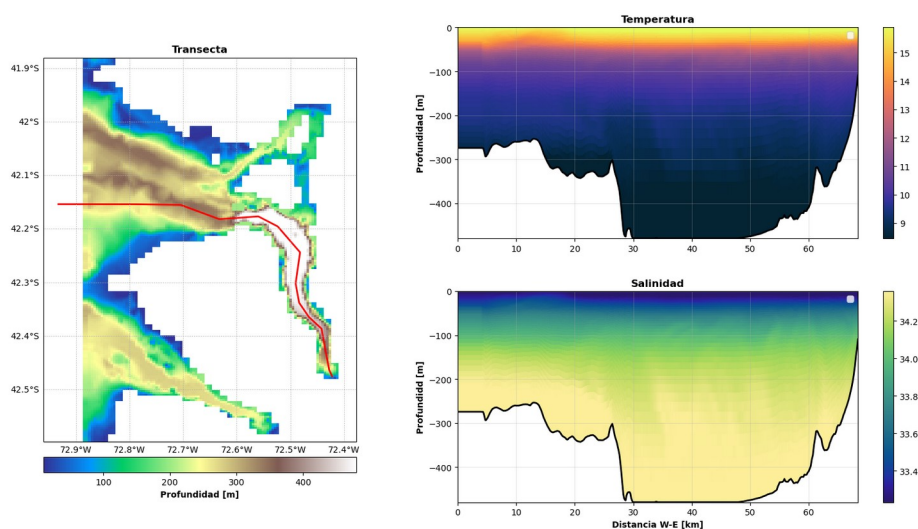 Transecta
41.9°S
42°S
42.1°S
42.2°S
42.3°S
42.4°S
42.5°S
72.9°W 72.8°W 72.7°W 72.6°W 72.5°W 72.4°W
100 200 300 400
Profundidad [m]
Temperatura
Profundidad [m]
0
−100
−200
−300
−400
0 10 20 30 40 50 60
15
14
13
12
11
10
9
Salinidad
Profundid [m]
0
−100
−200
−300
−400
0 10 20 30 40 50 60
Distancia W-E [km]
34.2
34.0
33.8
33.6
33.4